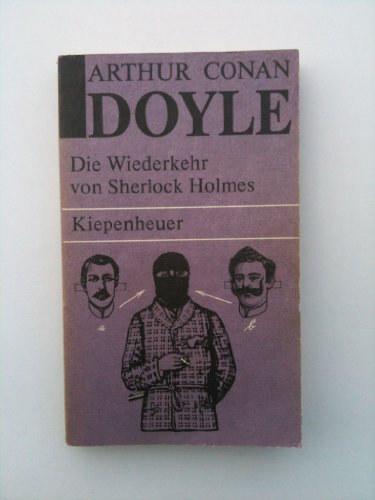 ARTHUR CONAN
DOYLE
Die Wiederkehr
von Sherlock Holmes
Kiepenheuer
a
b